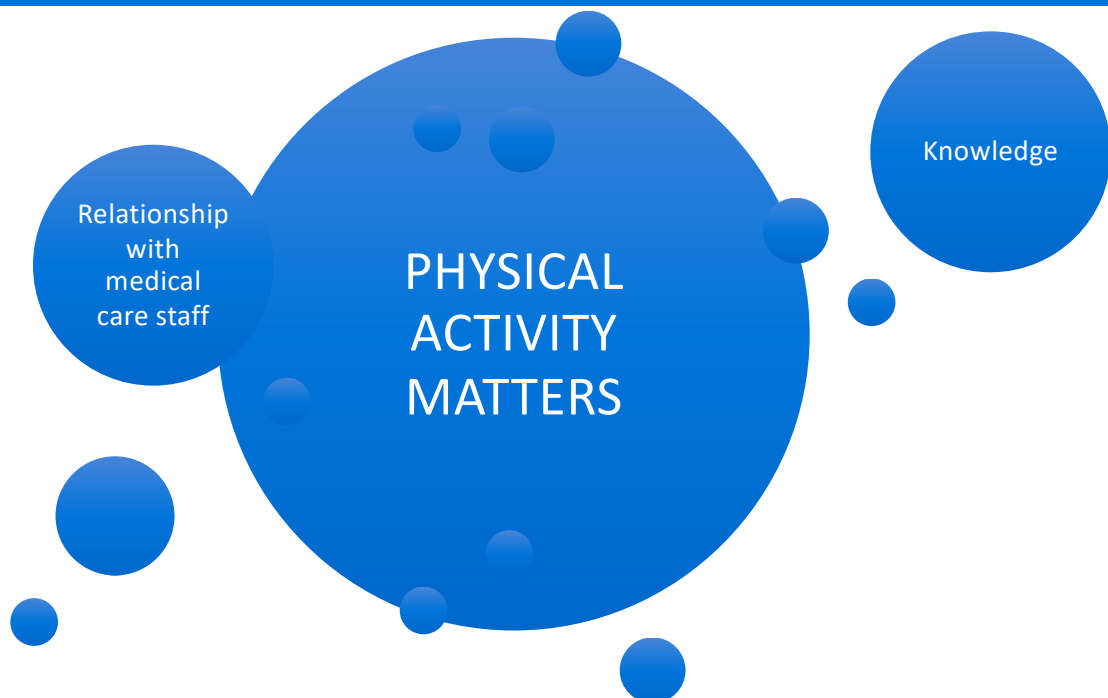 Knowledge
Relationship
with
medical
care staff
PHYSICAL
ACTIVITY
MATTERS